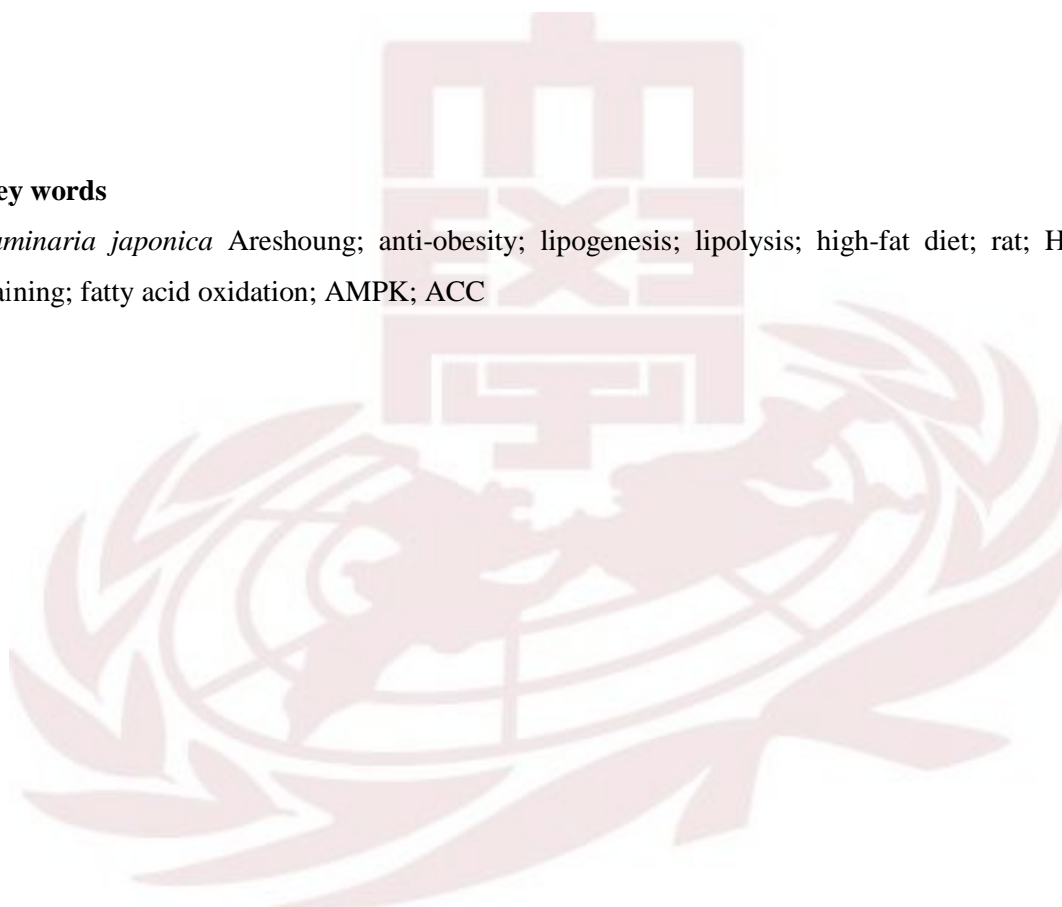 ey words
aminaria japonica Areshoung; anti-obesity; lipogenesis; lipolysis; high-fat diet; rat; H
aining; fatty acid oxidation; AMPK; ACC